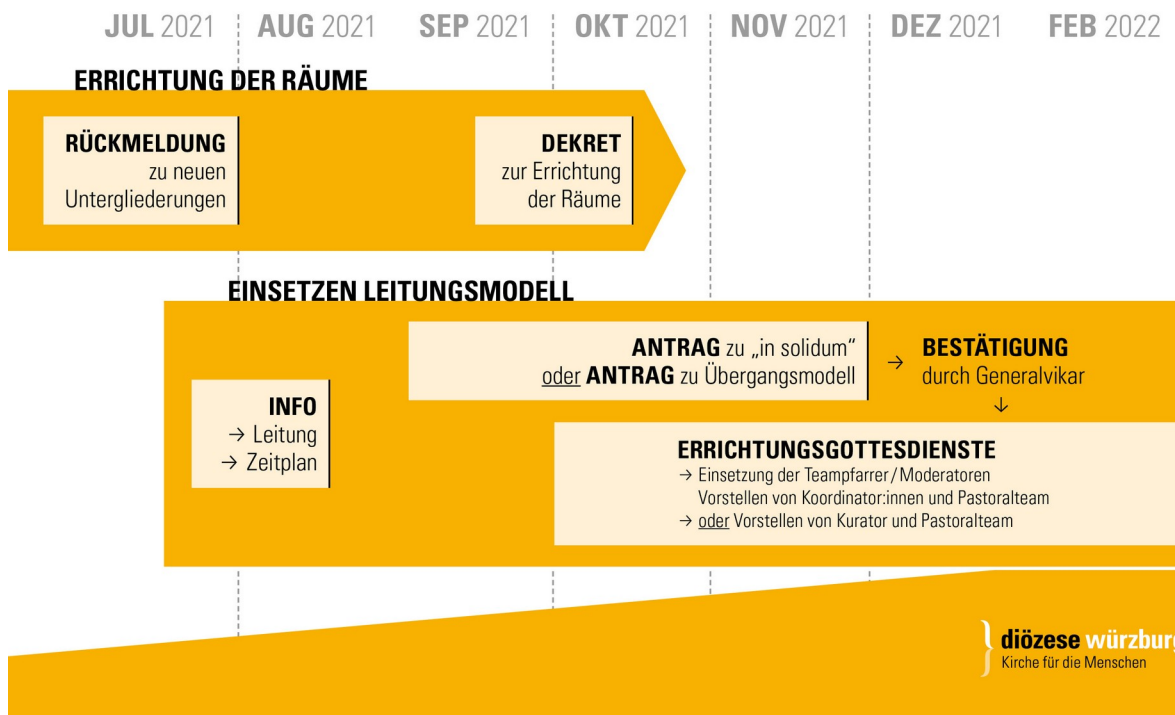 JUL 2021 AUG 2021 SEP 2021 OKT 2021 NOV 2021 DEZ 2021 FEB 2022
ERRICHTUNG DER RÄUME
RÜCKMELDUNG
zu neuen
Untergliederungen
DEKRET
zur Errichtung
der Räume
EINSETZEN LEITUNGSMODELL
INFO
→ Leitung
→ Zeitplan
ANTRAG zu „in solidum“
oder ANTRAG zu Übergangsmodell
→ BESTÄTIGUNG
durch Generalvikar
↓
ERRICHTUNGSGOTTESDIENSTE
→ Einsetzung der Teampfarrer/Moderatoren
Vorstellen von Koordinator:innen und Pastoralteam
→ oder Vorstellen von Kurator und Pastoralteam
diözese würzburg
Kirche für die Menschen